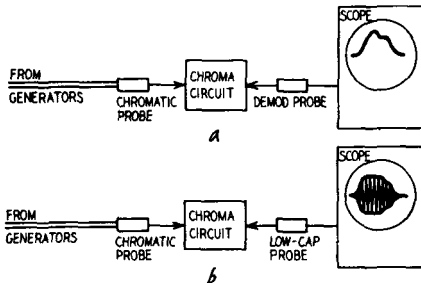 SCOPE
FROM
GENERATORS
CHROMATIC
PROBE
CHROMA
CIRCUIT
DEMOD PROBE
a
SCOPE
FROM
GENERATORS
CHROMATIC
PROBE
CHROMA
CIRCUIT
LOW-CAP
PROBE
b